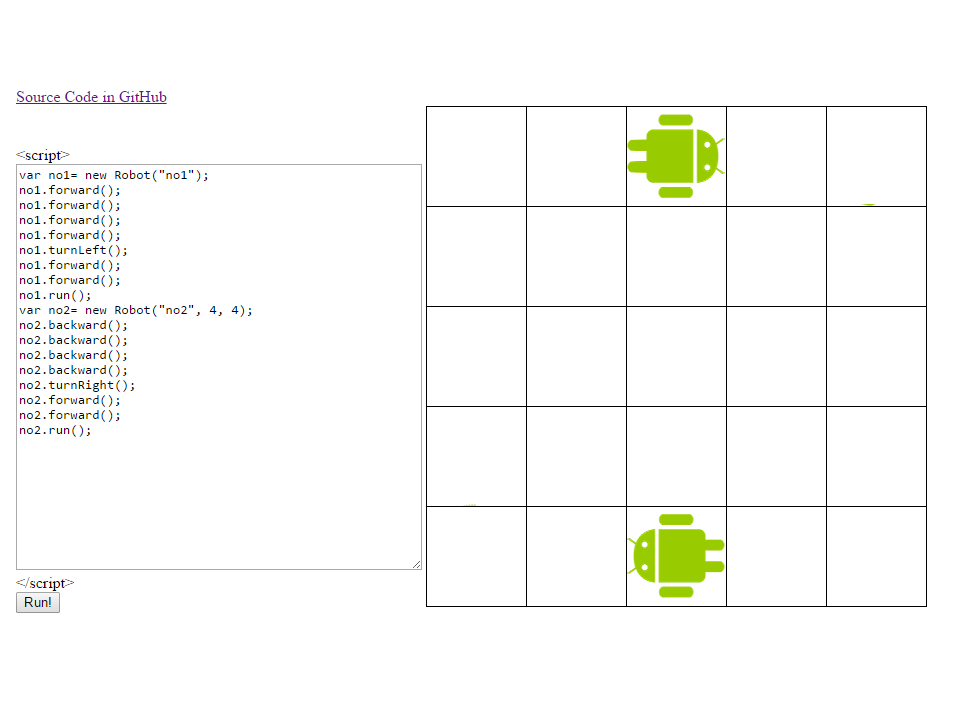 Source Code in GitHub
<script>
var no1= new Robot("no1");
no1.forward();
no1.forward();
no1.forward();
no1.forward();
no1.turnLeft();
no1.forward();
no1.forward();
no1.run();
var no2= new Robot("no2", 4, 4);
no2.backward();
no2.backward();
no2.backward();
no2.backward();
no2.turnRight();
no2.forward();
no2.forward();
no2.run();
</script>
Run!